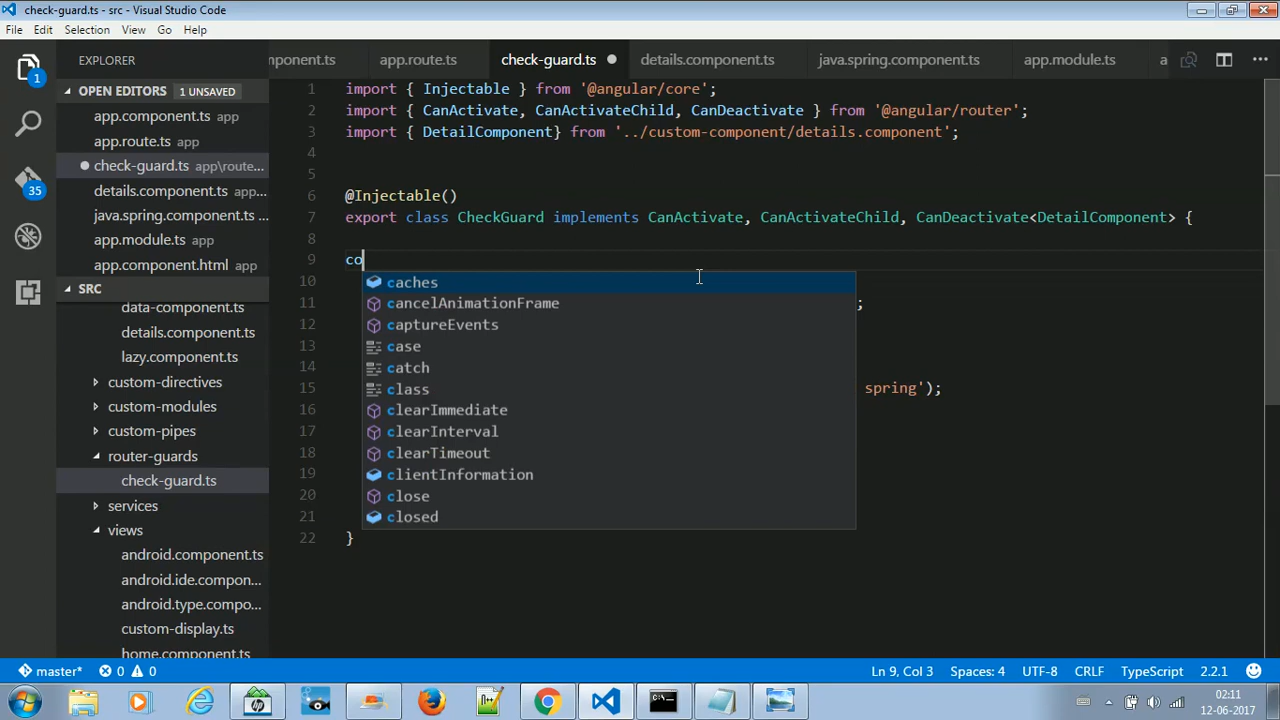 check-guard.ts - src - Visual Studio Code
File Edit Selection View Go Help
EXPLORER
mponent.ts app.route.ts check-guard.ts details.component.ts java.spring.component.ts app.module.ts a
OPEN EDITORS 1 UNSAVED
app.component.ts app
app.route.ts app
check-guard.ts app\route...
details.component.ts app...
java.spring.component.ts ...
app.module.ts app
app.component.html app
SRC
data-component.ts
details.component.ts
lazy.component.ts
custom-directives
custom-modules
custom-pipes
router-guards
check-guard.ts
services
views
android.component.ts
android.ide.compon...
android.type.compo...
custom-display.ts
home.component.ts
1 import { Injectable } from '@angular/core';
2 import { CanActivate, CanActivateChild, CanDeactivate } from '@angular/router';
3 import { DetailComponent} from '../custom-component/details.component';
4
5
6 @Injectable()
7 export class CheckGuard implements CanActivate, CanActivateChild, CanDeactivate<DetailComponent> {
8
9 co
10
11 ;
12
13
14
15 spring');
16
17
18
19
20
21
22 }
caches
cancelAnimationFrame
captureEvents
case
catch
class
clearImmediate
clearInterval
clearTimeout
clientInformation
close
closed
1
35
master* 0 0 Ln 9, Col 3 Spaces: 4 UTF-8 CRLF TypeScript 2.2.1
02:11
12-06-2017